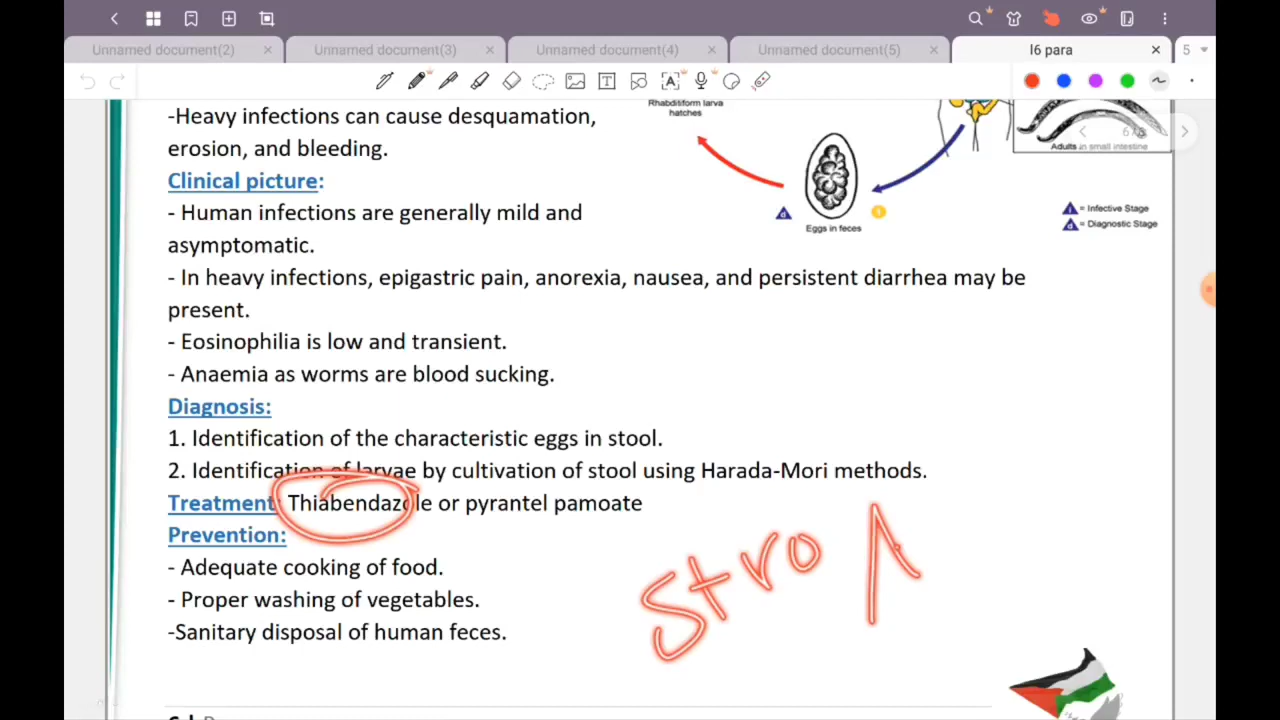 Unnamed document(2)
Unnamed document(3)
Unnamed document(4)
Unnamed document(5)
l6 para
5
-Heavy infections can cause desquamation,
erosion, and bleeding.
Clinical picture:
- Human infections are generally mild and
asymptomatic.
- In heavy infections, epigastric pain, anorexia, nausea, and persistent diarrhea may be
present.
- Eosinophilia is low and transient.
- Anaemia as worms are blood sucking.
Diagnosis:
1. Identification of the characteristic eggs in stool.
2. Identification of larvae by cultivation of stool using Harada-Mori methods.
Treatment: Thiabendazole or pyrantel pamoate
Prevention:
- Adequate cooking of food.
- Proper washing of vegetables.
-Sanitary disposal of human feces.
Rhabditiform larva
hatches
Eggs in feces
d
1
Adults in small intestine
i = Infective Stage
d = Diagnostic Stage
stro